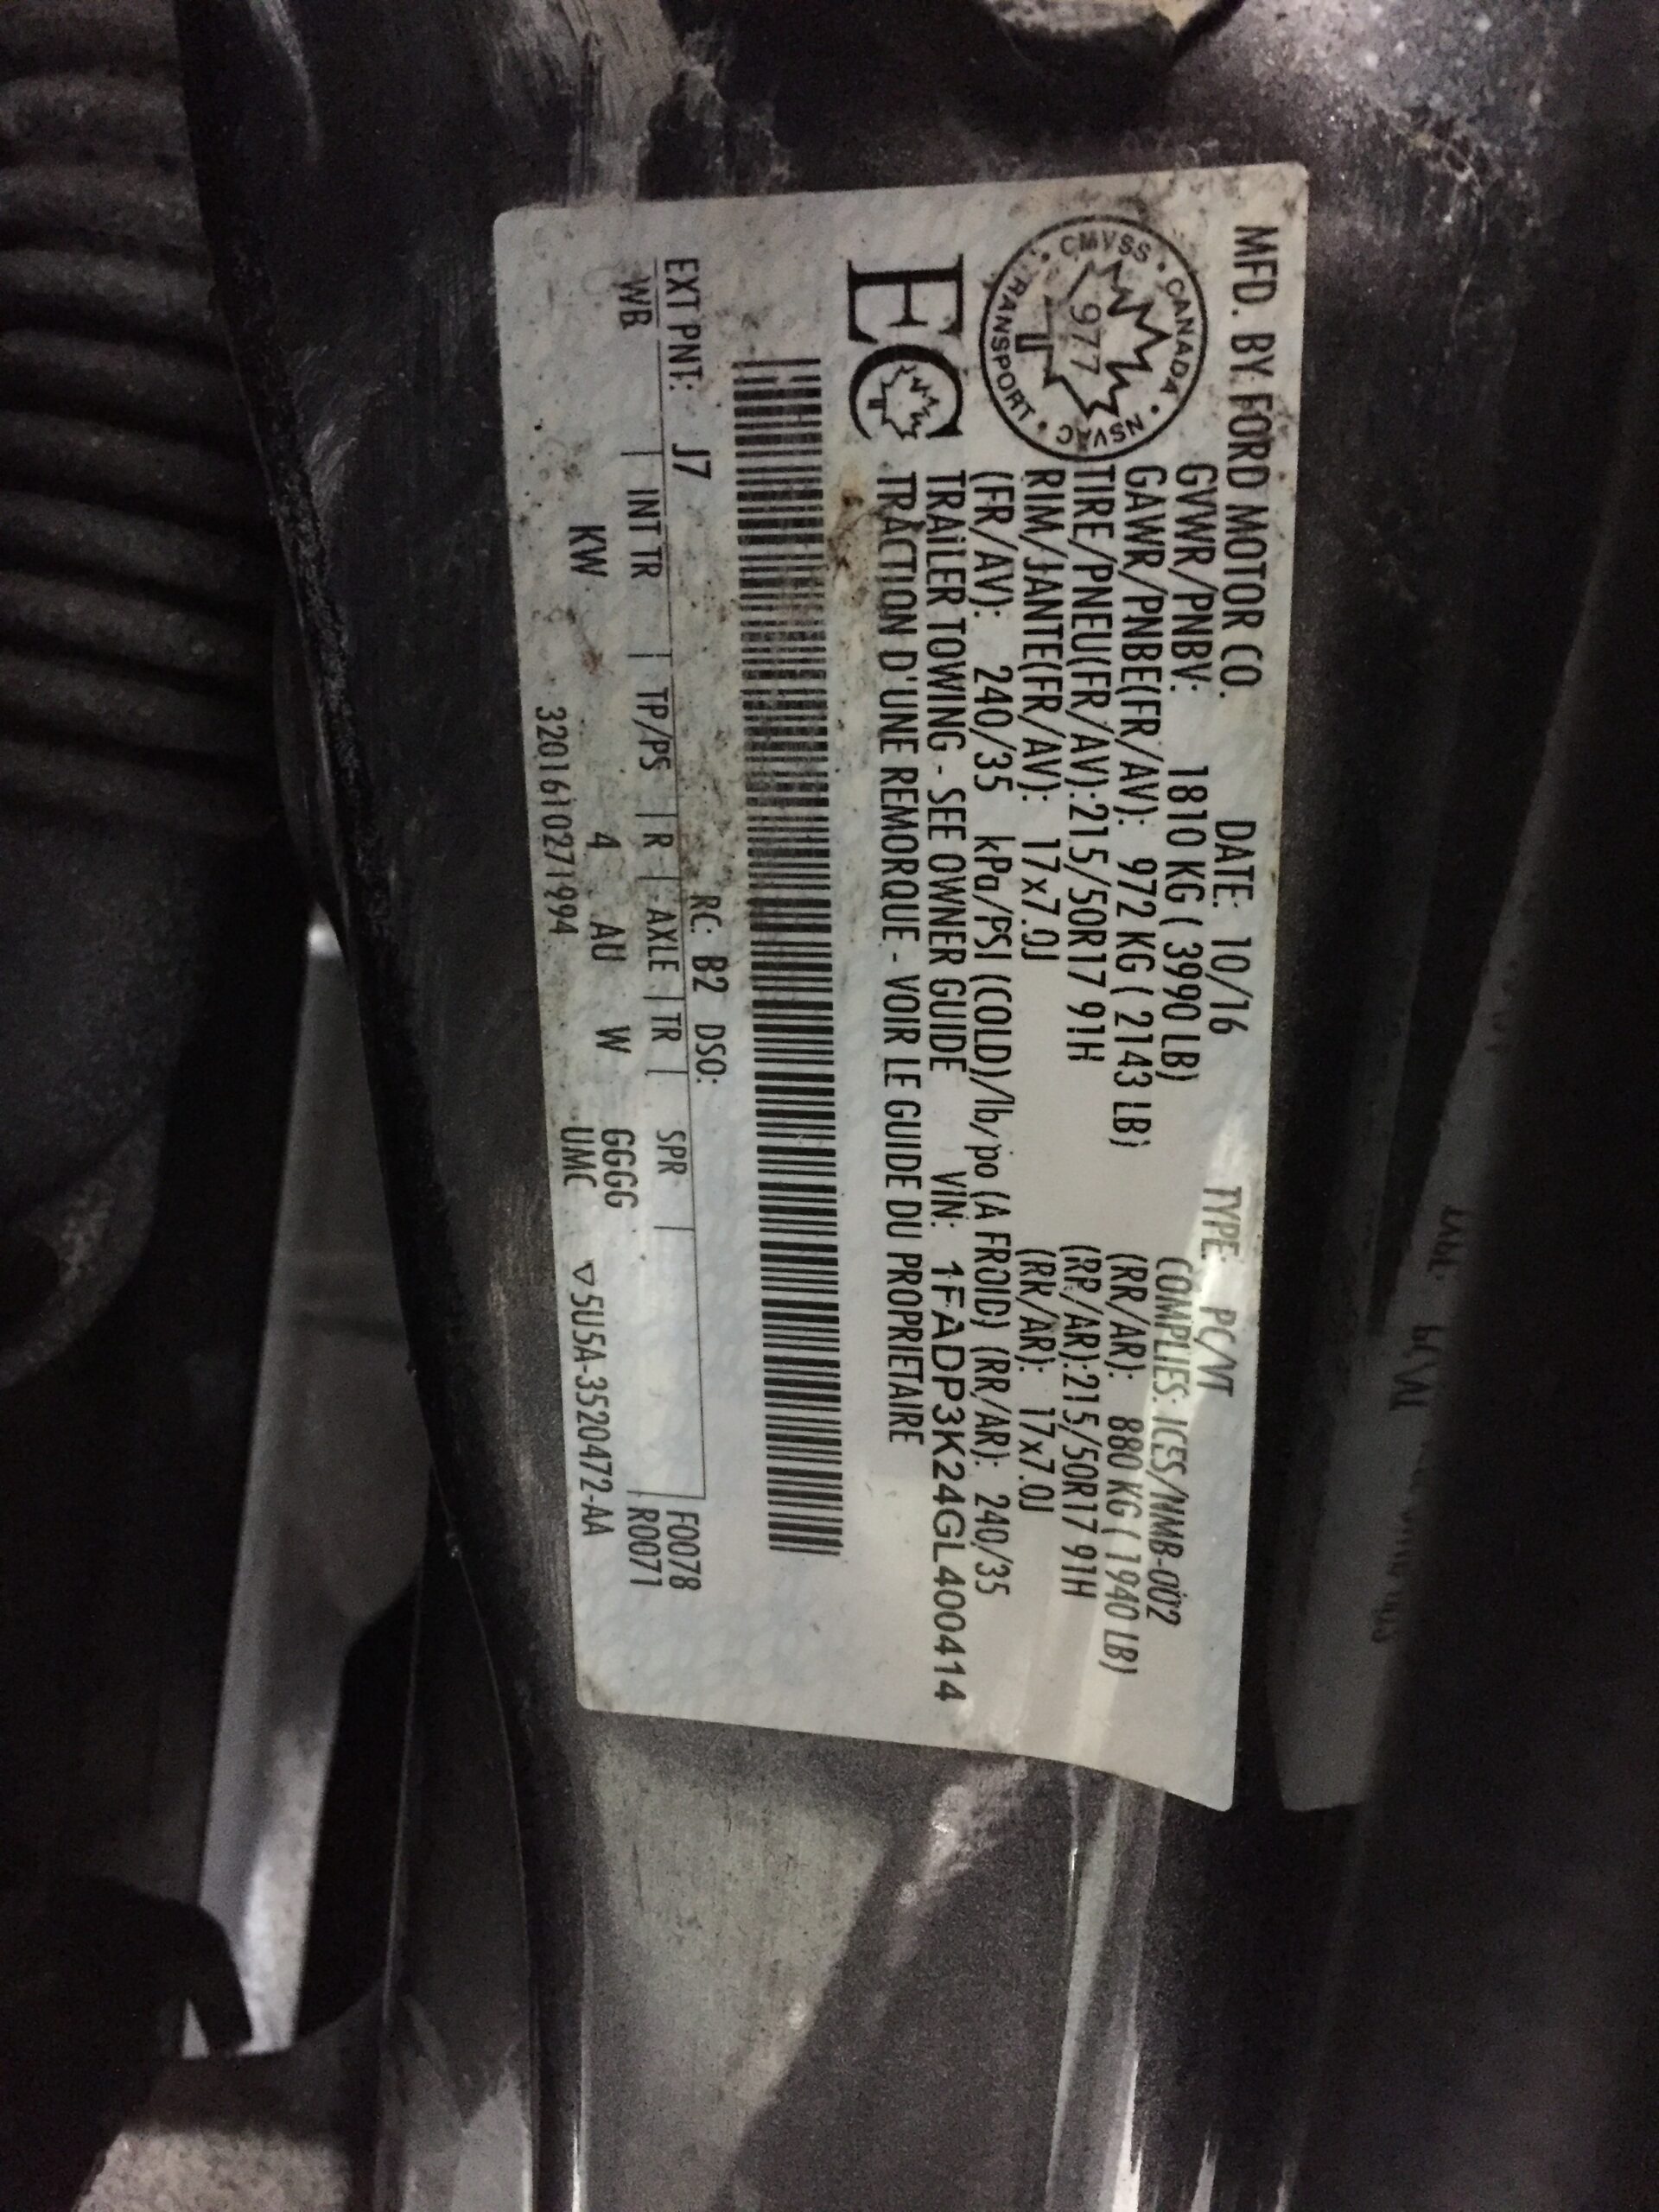 MFD. BY FORD MOTOR CO.
DATE: 10/16 TYPE: PC/VT
GVWR/PNBV: 1810 KG ( 3990 LB) COMPLIES: ICES/NMB-002
GAWR/PNBE(FR/AV): 972 KG ( 2143 LB) (RR/AR): 880 KG ( 1940 LB)
TIRE/PNEU(FR/AV):215/50R17 91H (RR/AR):215/50R17 91H
RIM/JANTE(FR/AV): 17x7.0J (RR/AR): 17x7.0J
(FR/AV): 240/35 kPa/PSI (COLD)/lb/po (A FROID) (RR/AR): 240/35
TRAILER TOWING - SEE OWNER GUIDE VIN: 1FADP3K24GL400414
TRACTION D'UNE REMORQUE - VOIR LE GUIDE DU PROPRIETAIRE
CANADA • NSVAC • TRANSPORT • CMVSS •
977
EC
EXT PNT: J7 RC: B2 DSO: F0078
WB | INT TR | TP/PS | R | AXLE | TR | SPR | R0071
KW 4 AU W GGGG
3201610271994 UMC ▽5U5A-3520472-AA